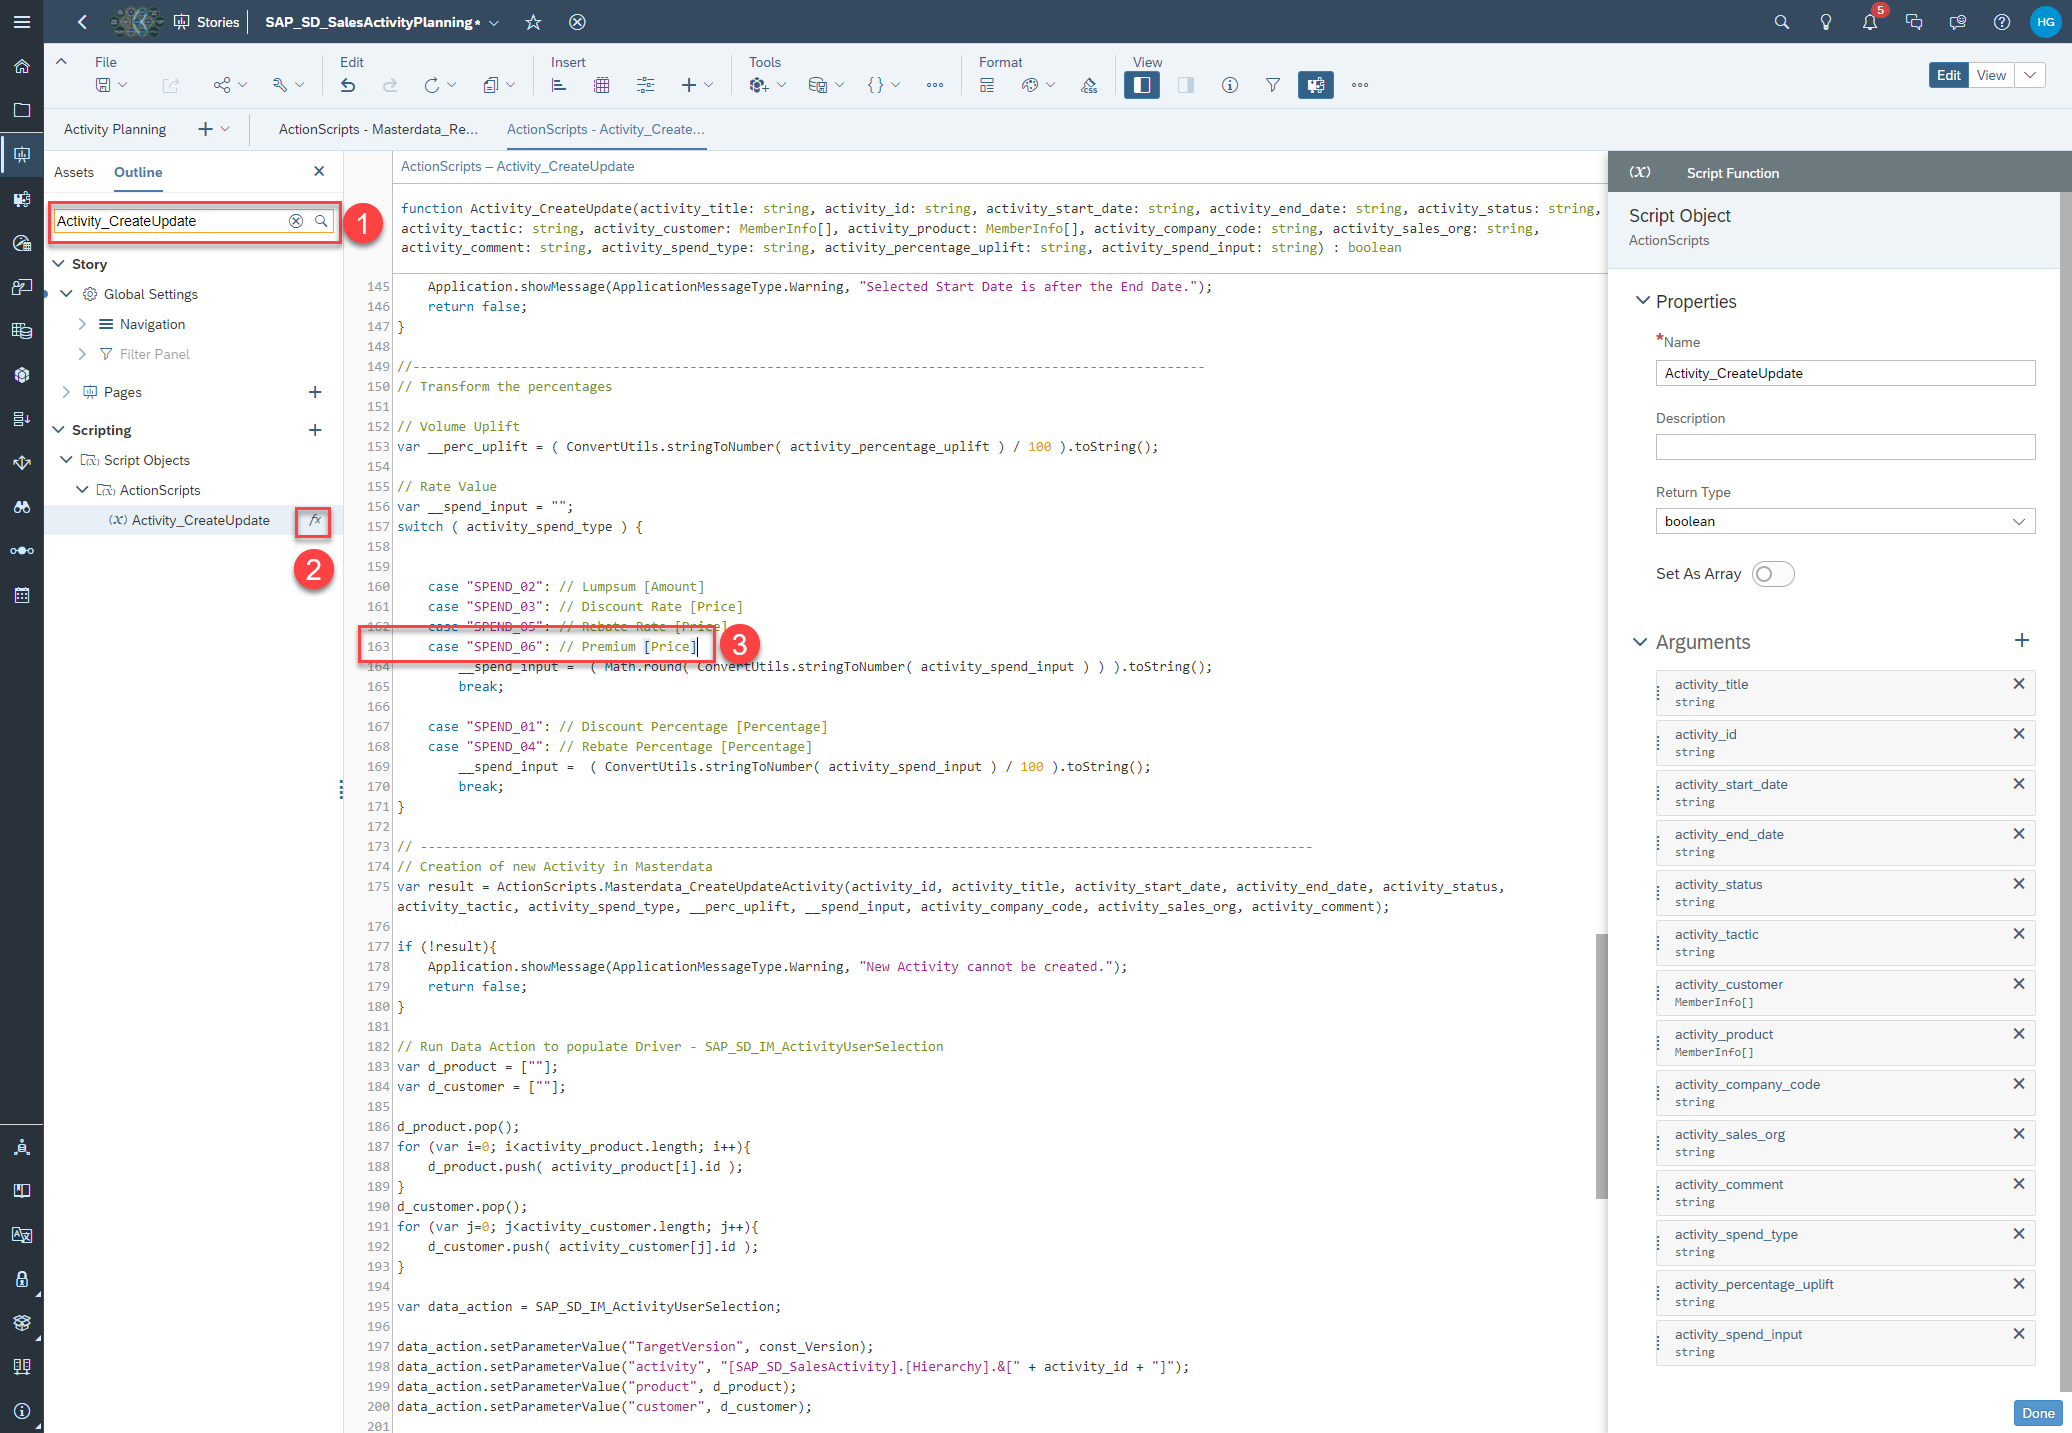 Stories
SAP_SD_SalesActivityPlanning*
5
HG
File
Edit
Insert
Tools
Format
View
Edit
View
Activity Planning
ActionScripts - Masterdata_Re...
ActionScripts - Activity_Create...
Assets
Outline
Activity_CreateUpdate
1
Story
Global Settings
Navigation
Filter Panel
Pages
Scripting
Script Objects
ActionScripts
(X) Activity_CreateUpdate
fx
2
ActionScripts – Activity_CreateUpdate
function Activity_CreateUpdate(activity_title: string, activity_id: string, activity_start_date: string, activity_end_date: string, activity_status: string,
activity_tactic: string, activity_customer: MemberInfo[], activity_product: MemberInfo[], activity_company_code: string, activity_sales_org: string,
activity_comment: string, activity_spend_type: string, activity_percentage_uplift: string, activity_spend_input: string) : boolean
145 Application.showMessage(ApplicationMessageType.Warning, "Selected Start Date is after the End Date.");
146 return false;
147 }
148
149 //-------------------------------------------------------------------------------------------------------
150 // Transform the percentages
151
152 // Volume Uplift
153 var __perc_uplift = ( ConvertUtils.stringToNumber( activity_percentage_uplift ) / 100 ).toString();
154
155 // Rate Value
156 var __spend_input = "";
157 switch ( activity_spend_type ) {
158
159
160 case "SPEND_02": // Lumpsum [Amount]
161 case "SPEND_03": // Discount Rate [Price]
162 case "SPEND_05": // Rebate Rate [Price]
163 case "SPEND_06": // Premium [Price]
3
164 __spend_input = ( Math.round( ConvertUtils.stringToNumber( activity_spend_input ) ) ).toString();
165 break;
166
167 case "SPEND_01": // Discount Percentage [Percentage]
168 case "SPEND_04": // Rebate Percentage [Percentage]
169 __spend_input = ( ConvertUtils.stringToNumber( activity_spend_input ) / 100 ).toString();
170 break;
171 }
172
173 // --------------------------------------------------------------------------------------------------------------------
174 // Creation of new Activity in Masterdata
175 var result = ActionScripts.Masterdata_CreateUpdateActivity(activity_id, activity_title, activity_start_date, activity_end_date, activity_status,
activity_tactic, activity_spend_type, __perc_uplift, __spend_input, activity_company_code, activity_sales_org, activity_comment);
176
177 if (!result){
178 Application.showMessage(ApplicationMessageType.Warning, "New Activity cannot be created.");
179 return false;
180 }
181
182 // Run Data Action to populate Driver - SAP_SD_IM_ActivityUserSelection
183 var d_product = [""];
184 var d_customer = [""];
185
186 d_product.pop();
187 for (var i=0; i<activity_product.length; i++){
188 d_product.push( activity_product[i].id );
189 }
190 d_customer.pop();
191 for (var j=0; j<activity_customer.length; j++){
192 d_customer.push( activity_customer[j].id );
193 }
194
195 var data_action = SAP_SD_IM_ActivityUserSelection;
196
197 data_action.setParameterValue("TargetVersion", const_Version);
198 data_action.setParameterValue("activity", "[SAP_SD_SalesActivity].[Hierarchy].&[" + activity_id + "]");
199 data_action.setParameterValue("product", d_product);
200 data_action.setParameterValue("customer", d_customer);
201
(X) Script Function
Script Object
ActionScripts
Properties
*Name
Activity_CreateUpdate
Description
Return Type
boolean
Set As Array
Arguments
activity_title
string
activity_id
string
activity_start_date
string
activity_end_date
string
activity_status
string
activity_tactic
string
activity_customer
MemberInfo[]
activity_product
MemberInfo[]
activity_company_code
string
activity_sales_org
string
activity_comment
string
activity_spend_type
string
activity_percentage_uplift
string
activity_spend_input
string
Done